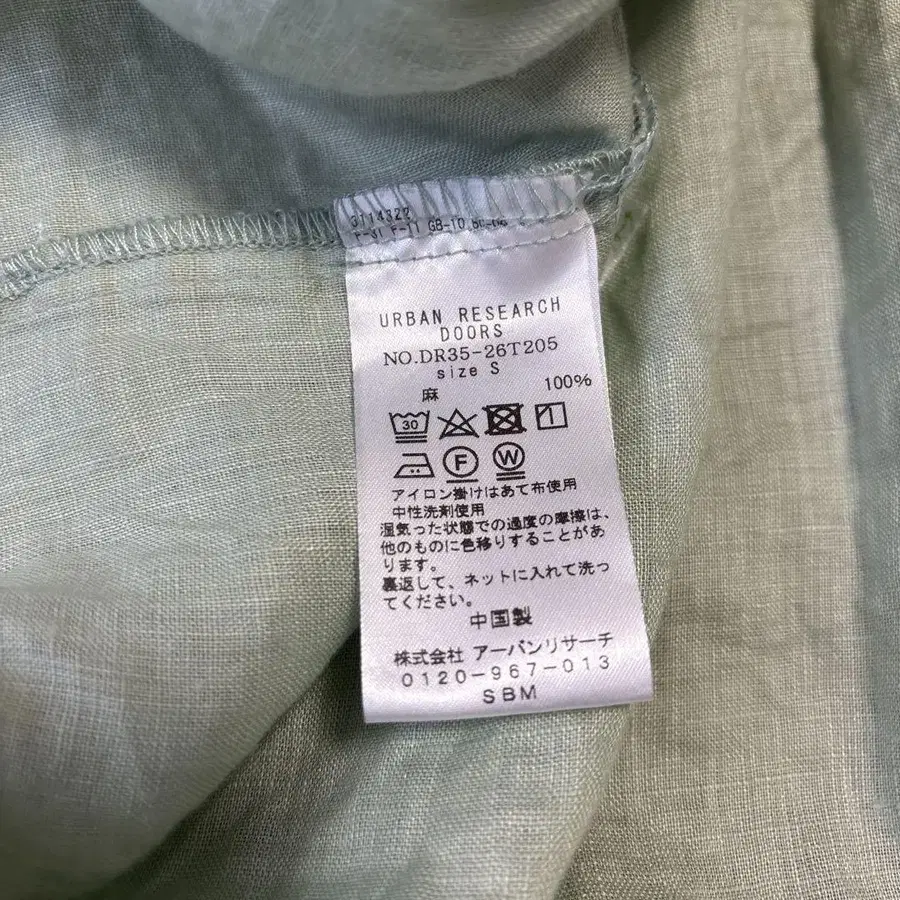 3114322
URBAN RESEARCH
DOORS
NO.DR35-26T205
size S
麻 100%
30
F W
アイロン掛けはあて布使用
中性洗剤使用
湿気った状態での過度の摩擦は、
他のものに色移りすることがあ
ります。
裏返して、ネットに入れて洗っ
てください。
中国製
株式会社 アーバンリサーチ
0120-967-013
SBM